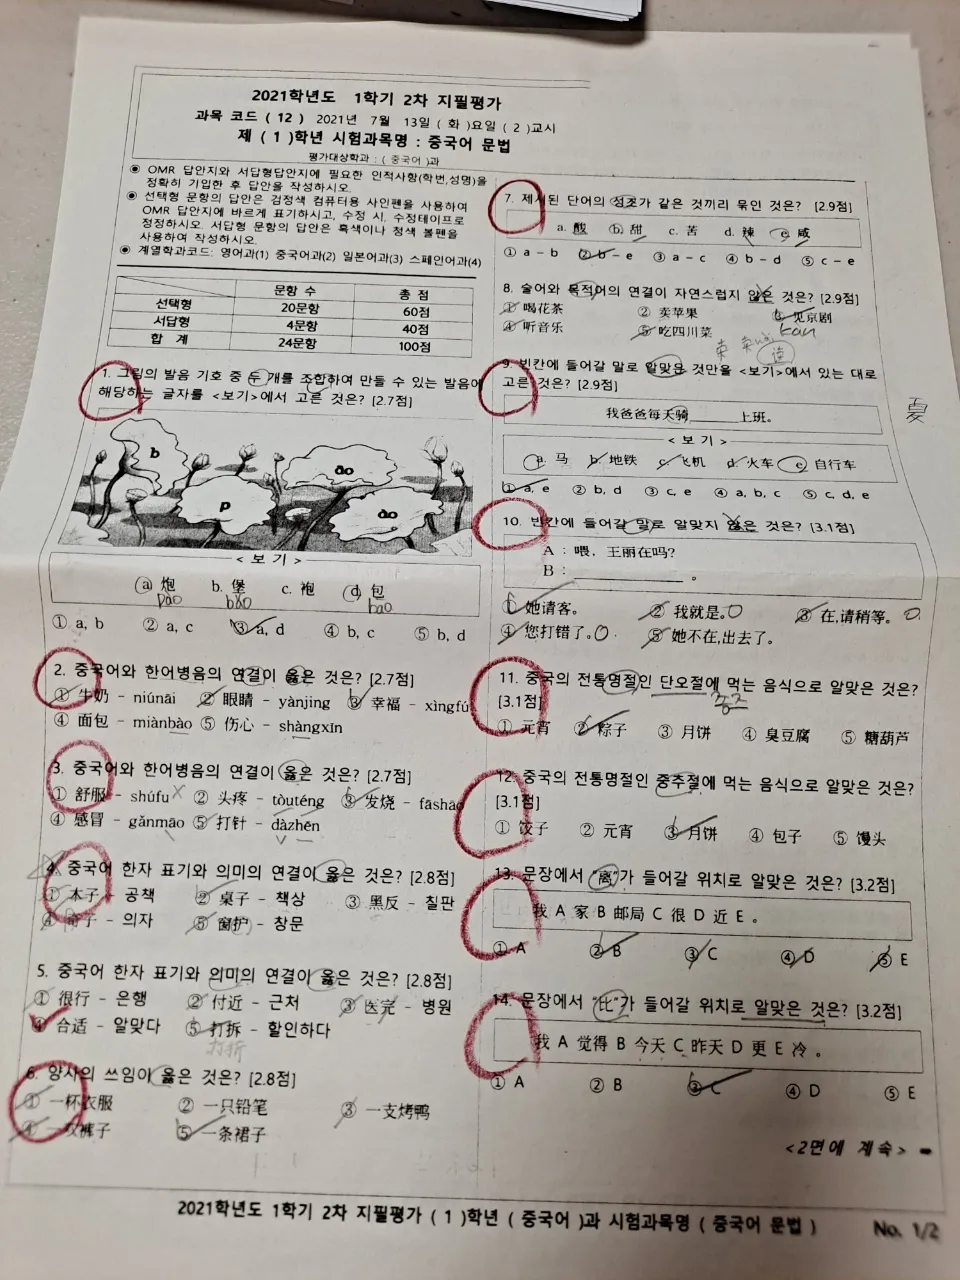 2021학년도 1학기 2차 지필평가
과목 코드 ( 12 ) 2021년 7월 13일 ( 화 )요일 ( 2 )교시
제 ( 1 )학년 시험과목명 : 중국어 문법
평가대상학과 : ( 중국어 )과
◉ OMR 답안지와 서답형답안지에 필요한 인적사항(학번,성명)을
정확히 기입한 후 답안을 작성하시오.
◉ 선택형 문항의 답안은 검정색 컴퓨터용 사인펜을 사용하여
OMR 답안지에 바르게 표기하시고, 수정 시, 수정테이프로
정정하시오. 서답형 문항의 답안은 흑색이나 청색 볼펜을
사용하여 작성하시오.
◉ 계열학과코드: 영어과(1) 중국어과(2) 일본어과(3) 스페인어과(4)
문항 수 총 점
선택형 20문항 60점
서답형 4문항 40점
합 계 24문항 100점
1. 그림의 발음 기호 중 두 개를 조합하여 만들 수 있는 발음에
해당하는 글자를 <보기>에서 고른 것은? [2.7점]
b
ǎo
p
āo
< 보 기 >
a. 炮 b. 堡 c. 袍 d. 包
pào bǎo bāo
① a, b ② a, c ③ a, d ④ b, c ⑤ b, d
2. 중국어와 한어병음의 연결이 옳은 것은? [2.7점]
① 牛奶 - niúnāi ② 眼睛 - yànjing ③ 幸福 - xìngfú
④ 面包 - miànbào ⑤ 伤心 - shàngxīn
3. 중국어와 한어병음의 연결이 옳은 것은? [2.7점]
① 舒服 - shúfu ② 头疼 - tòuténg ③ 发烧 - fāshāo
④ 感冒 - gǎnmāo ⑤ 打针 - dàzhēn
4. 중국어 한자 표기와 의미의 연결이 옳은 것은? [2.8점]
① 木子 - 공책 ② 桌子 - 책상 ③ 黑反 - 칠판
④ 奇子 - 의자 ⑤ 窗护 - 창문
5. 중국어 한자 표기와 의미의 연결이 옳은 것은? [2.8점]
① 很行 - 은행 ② 付近 - 근처 ③ 医完 - 병원
④ 合适 - 알맞다 ⑤ 打拆 - 할인하다
打折
6. 양사의 쓰임이 옳은 것은? [2.8점]
① 一杯衣服 ② 一只铅笔 ③ 一支烤鸭
④ 一双裤子 ⑤ 一条裙子
7. 제시된 단어의 성조가 같은 것끼리 묶인 것은? [2.9점]
a. 酸 b. 甜 c. 苦 d. 辣 e. 咸
① a - b ② b - e ③ a - c ④ b - d ⑤ c - e
8. 술어와 목적어의 연결이 자연스럽지 않은 것은? [2.9점]
① 喝花茶 ② 卖苹果 ③ 见京剧
④ 听音乐 ⑤ 吃四川菜
kàn
9. 빈칸에 들어갈 말로 알맞은 것만을 <보기>에서 있는 대로
고른 것은? [2.9점]
夏
我爸爸每天骑______上班。
< 보 기 >
a. 马 b. 地铁 c. 飞机 d. 火车 e. 自行车
① a, e ② b, d ③ c, e ④ a, b, c ⑤ c, d, e
10. 빈칸에 들어갈 말로 알맞지 않은 것은? [3.1점]
A : 喂, 王丽在吗?
B : ______________ 。
① 她请客。 ② 我就是。 ③ 在,请稍等。
④ 您打错了。 ⑤ 她不在,出去了。
11. 중국의 전통명절인 단오절에 먹는 음식으로 알맞은 것은?
[3.1점]
종즈
① 元宵 ② 粽子 ③ 月饼 ④ 臭豆腐 ⑤ 糖葫芦
12. 중국의 전통명절인 중추절에 먹는 음식으로 알맞은 것은?
[3.1점]
① 饺子 ② 元宵 ③ 月饼 ④ 包子 ⑤ 馒头
13. 문장에서 "离"가 들어갈 위치로 알맞은 것은? [3.2점]
我 A 家 B 邮局 C 很 D 近 E 。
① A ② B ③ C ④ D ⑤ E
14. 문장에서 "比"가 들어갈 위치로 알맞은 것은? [3.2점]
我 A 觉得 B 今天 C 昨天 D 更 E 冷 。
① A ② B ③ C ④ D ⑤ E
<2면에 계속>
2021학년도 1학기 2차 지필평가 ( 1 )학년 ( 중국어 )과 시험과목명 ( 중국어 문법 ) No. 1/2